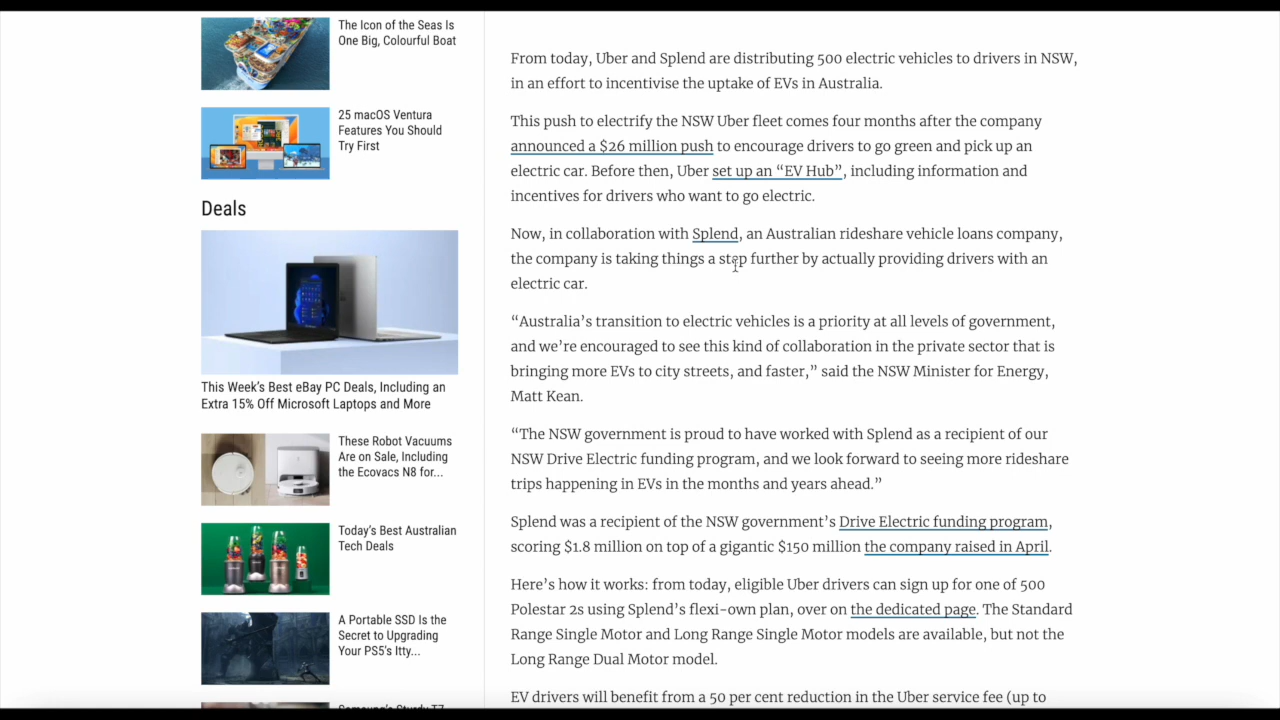 The Icon of the Seas Is
One Big, Colourful Boat
25 macOS Ventura
Features You Should
Try First
Deals
This Week’s Best eBay PC Deals, Including an
Extra 15% Off Microsoft Laptops and More
These Robot Vacuums
Are on Sale, Including
the Ecovacs N8 for...
Today’s Best Australian
Tech Deals
A Portable SSD Is the
Secret to Upgrading
Your PS5’s Itty...
Samsung’s Sturdy T7
From today, Uber and Splend are distributing 500 electric vehicles to drivers in NSW,
in an effort to incentivise the uptake of EVs in Australia.
This push to electrify the NSW Uber fleet comes four months after the company
announced a $26 million push to encourage drivers to go green and pick up an
electric car. Before then, Uber set up an “EV Hub”, including information and
incentives for drivers who want to go electric.
Now, in collaboration with Splend, an Australian rideshare vehicle loans company,
the company is taking things a step further by actually providing drivers with an
electric car.
“Australia’s transition to electric vehicles is a priority at all levels of government,
and we’re encouraged to see this kind of collaboration in the private sector that is
bringing more EVs to city streets, and faster,” said the NSW Minister for Energy,
Matt Kean.
“The NSW government is proud to have worked with Splend as a recipient of our
NSW Drive Electric funding program, and we look forward to seeing more rideshare
trips happening in EVs in the months and years ahead.”
Splend was a recipient of the NSW government’s Drive Electric funding program,
scoring $1.8 million on top of a gigantic $150 million the company raised in April.
Here’s how it works: from today, eligible Uber drivers can sign up for one of 500
Polestar 2s using Splend’s flexi-own plan, over on the dedicated page. The Standard
Range Single Motor and Long Range Single Motor models are available, but not the
Long Range Dual Motor model.
EV drivers will benefit from a 50 per cent reduction in the Uber service fee (up to